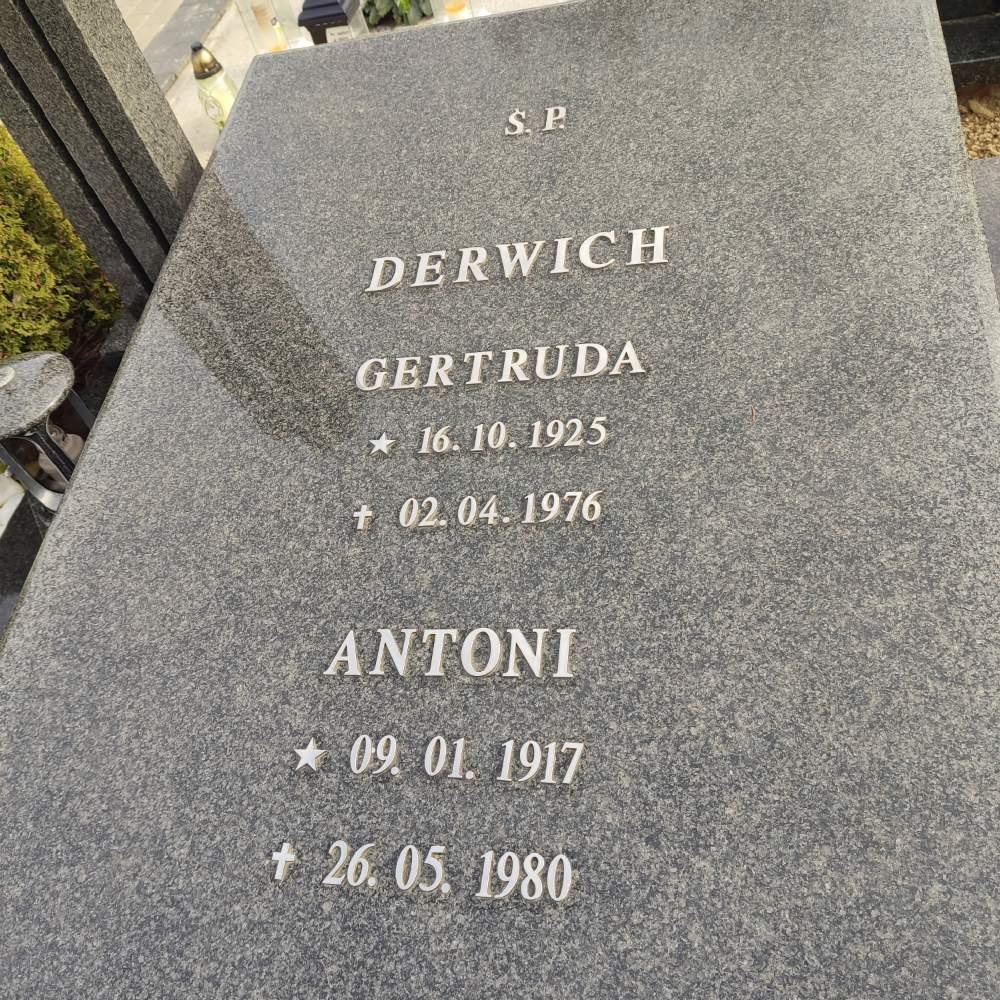 Ś. P.
DERWICH
GERTRUDA
★ 16. 10. 1925
✝ 02. 04. 1976
ANTONI
★ 09. 01. 1917
✝ 26. 05. 1980